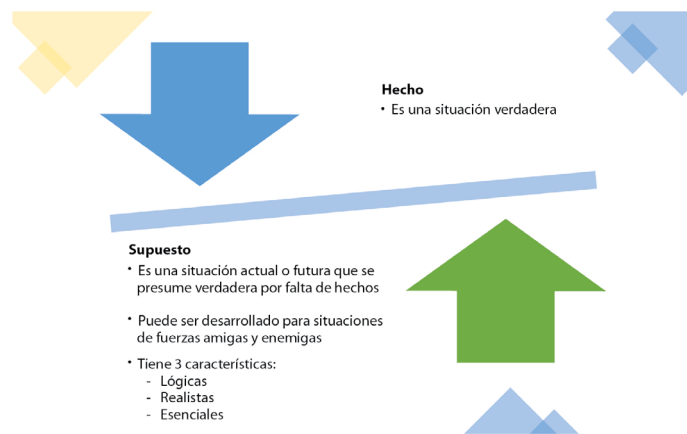 Hecho
• Es una situación verdadera
Supuesto
• Es una situación actual o futura que se
presume verdadera por falta de hechos
• Puede ser desarrollado para situaciones
de fuerzas amigas y enemigas
• Tiene 3 características:
- Lógicas
- Realistas
- Esenciales